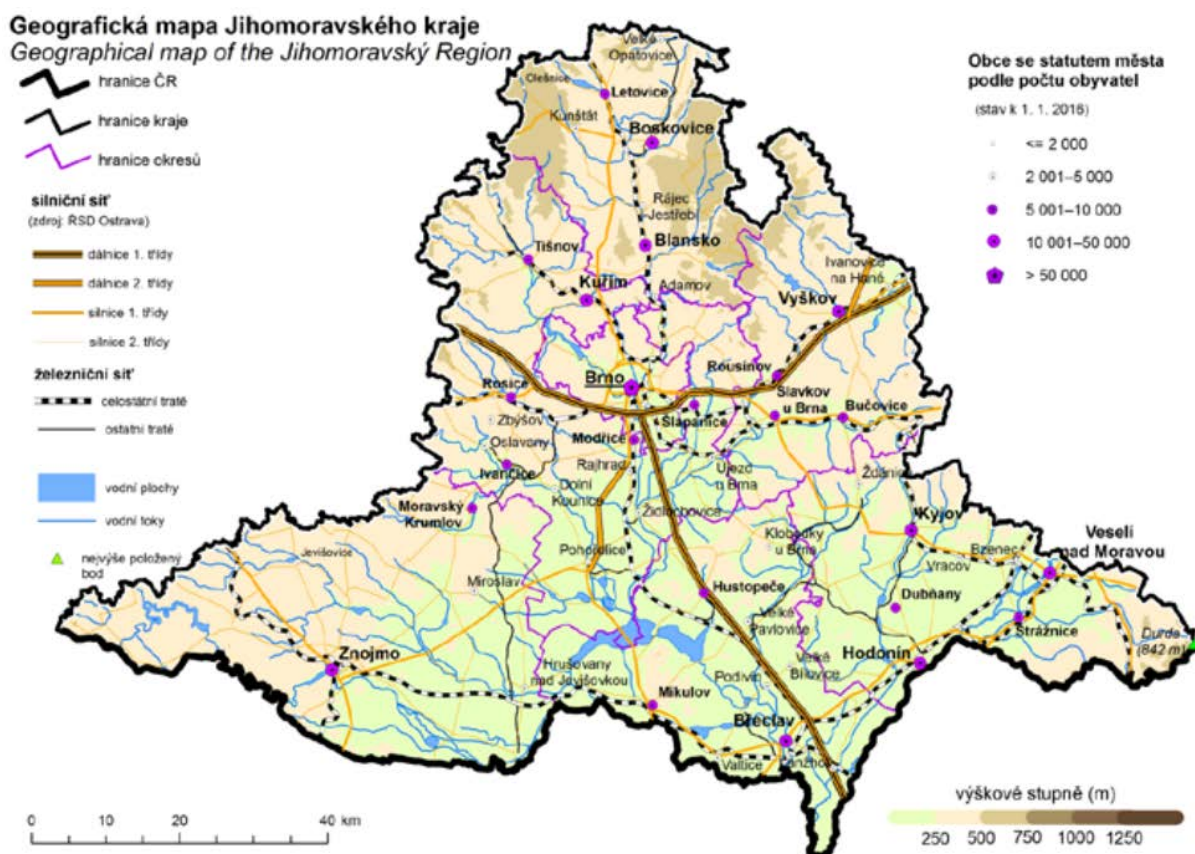 Geografická mapa Jihomoravského kraje
Geographical map of the Jihomoravský Region
hranice ČR
hranice kraje
hranice okresů
silniční síť
(zdroj: ŘSD Ostrava)
dálnice 1. třídy
dálnice 2. třídy
silnice 1. třídy
silnice 2. třídy
železniční síť
celostátní tratě
ostatní tratě
vodní plochy
vodní toky
nejvýše položený
bod
0 10 20 40 km
Obce se statutem města
podle počtu obyvatel
(stav k 1. 1. 2016)
<= 2 000
2 001–5 000
5 001–10 000
10 001–50 000
> 50 000
Velké
Opatovice
Olešnice
Letovice
Kunštát
Boskovice
Rájec
Jestřebí
Blansko
Tišnov
Ivanovice
na Hané
Kuřim
Adamov
Vyškov
Rousínov
Brno
Rosice
Slavkov
u Brna
Bučovice
Šlapanice
Zbýšov
Modřice
Oslavany
Rajhrad
Újezd
u Brna
Ždánice
Ivančice
Dolní
Kounice
Moravský
Krumlov
Židlochovice
Kyjov
Veselí
nad Moravou
Klobouky
u Brna
Jevišovice
Pohořelice
Bzenec
Vracov
Miroslav
Hustopeče
Dubňany
Velké
Pavlovice
Strážnice
Durda
(842 m)
Znojmo
Hodonín
Hrušovany
nad Jevišovkou
Velké
Bílovice
Podivín
Mikulov
Břeclav
Valtice
Lanžhot
výškové stupně (m)
250 500 750 1000 1250